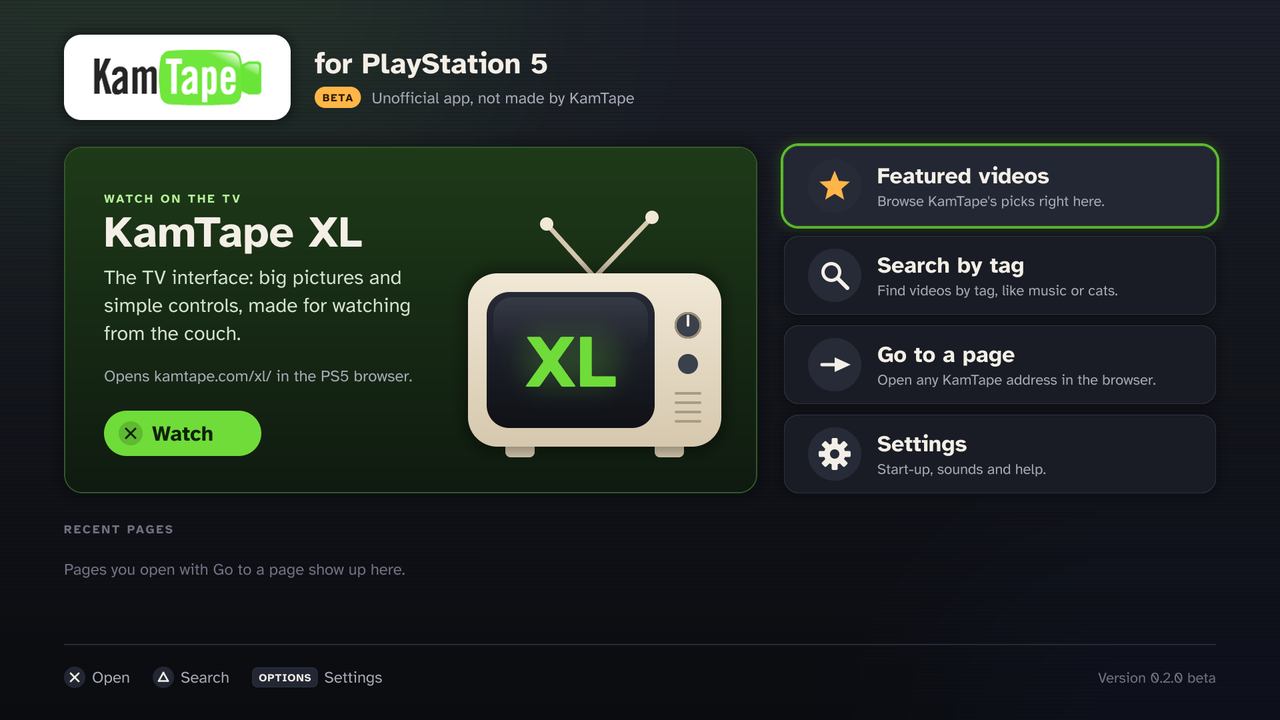 KamTape
for PlayStation 5
BETA
Unofficial app, not made by KamTape
WATCH ON THE TV
KamTape XL
The TV interface: big pictures and
simple controls, made for watching
from the couch.
Opens kamtape.com/xl/ in the PS5 browser.
Watch
XL
Featured videos
Browse KamTape's picks right here.
Search by tag
Find videos by tag, like music or cats.
Go to a page
Open any KamTape address in the browser.
Settings
Start-up, sounds and help.
RECENT PAGES
Pages you open with Go to a page show up here.
Open
Search
OPTIONS
Settings
Version 0.2.0 beta